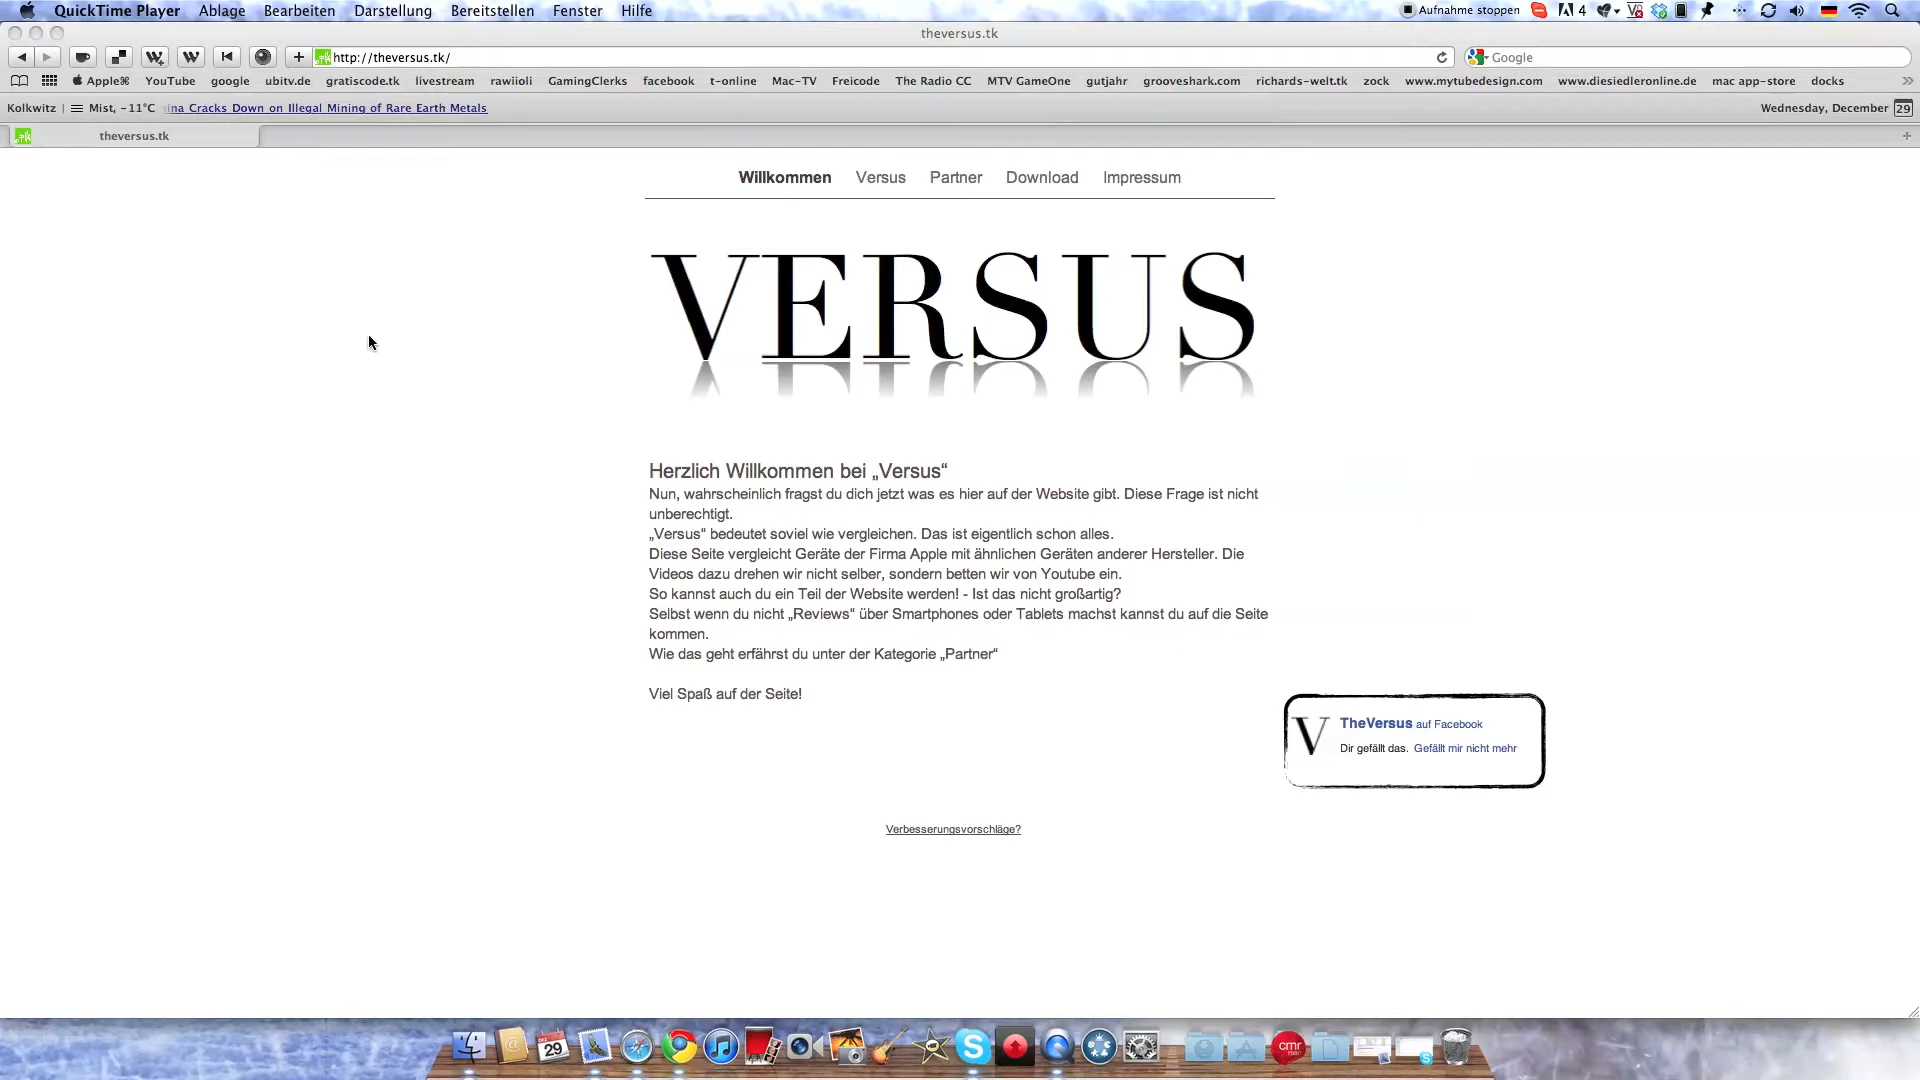 QuickTime Player Ablage Bearbeiten Darstellung Bereitstellen Fenster Hilfe Aufnahme stoppen 4
theversus.tk
http://theversus.tk/ Google
Apple⌘ YouTube google ubitv.de gratiscode.tk livestream rawiioli GamingClerks facebook t-online Mac-TV Freicode The Radio CC MTV GameOne gutjahr grooveshark.com richards-welt.tk zock www.mytubedesign.com www.diesiedleronline.de mac app-store docks
Kolkwitz Mist, -11°C ina Cracks Down on Illegal Mining of Rare Earth Metals Wednesday, December 29
theversus.tk
Willkommen Versus Partner Download Impressum
VERSUS
Herzlich Willkommen bei „Versus“
Nun, wahrscheinlich fragst du dich jetzt was es hier auf der Website gibt. Diese Frage ist nicht
unberechtigt.
„Versus“ bedeutet soviel wie vergleichen. Das ist eigentlich schon alles.
Diese Seite vergleicht Geräte der Firma Apple mit ähnlichen Geräten anderer Hersteller. Die
Videos dazu drehen wir nicht selber, sondern betten wir von Youtube ein.
So kannst auch du ein Teil der Website werden! - Ist das nicht großartig?
Selbst wenn du nicht „Reviews“ über Smartphones oder Tablets machst kannst du auf die Seite
kommen.
Wie das geht erfährst du unter der Kategorie „Partner“
Viel Spaß auf der Seite!
V TheVersus auf Facebook
Dir gefällt das. Gefällt mir nicht mehr
Verbesserungsvorschläge?
29
cmr